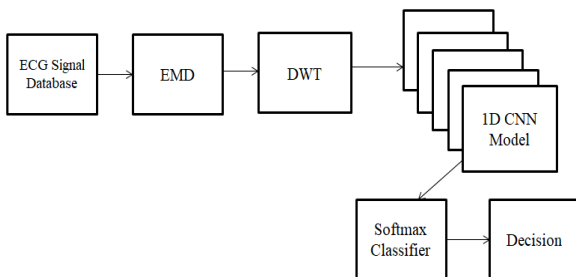 ECG Signal
Database
EMD
DWT
1D CNN
Model
Softmax
Classifier
Decision